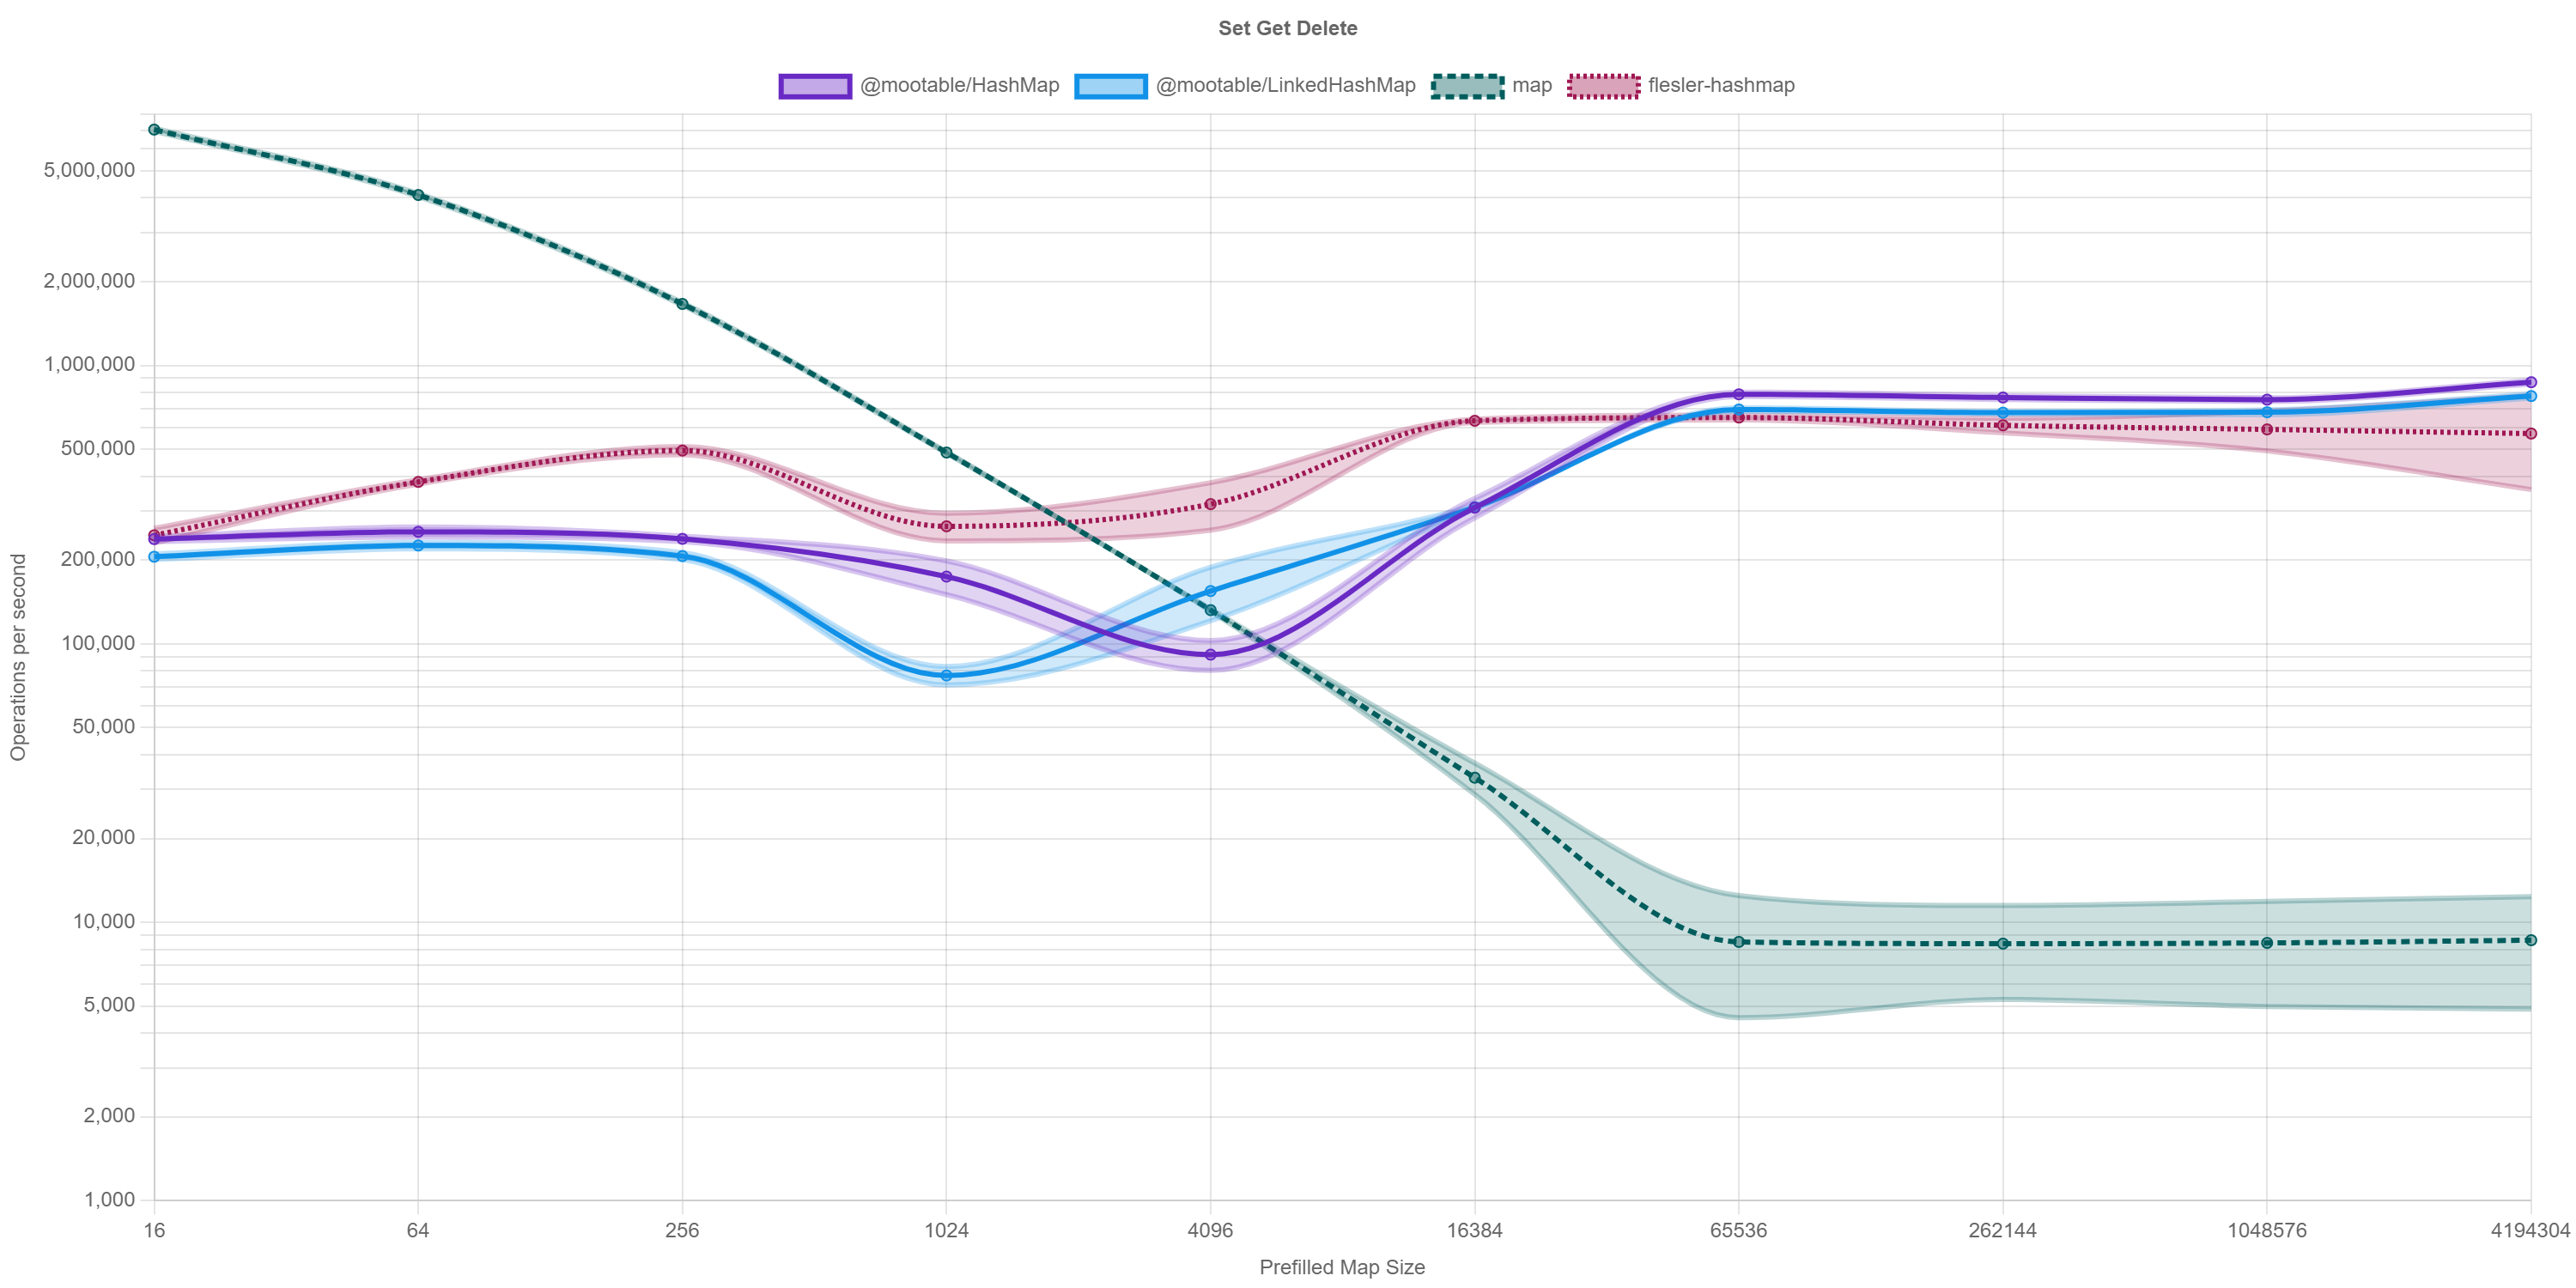 Set Get Delete
@mootable/HashMap @mootable/LinkedHashMap map flesler-hashmap
5,000,000
2,000,000
1,000,000
500,000
200,000
100,000
50,000
20,000
10,000
5,000
2,000
1,000
Operations per second
16 64 256 1024 4096 16384 65536 262144 1048576 4194304
Prefilled Map Size